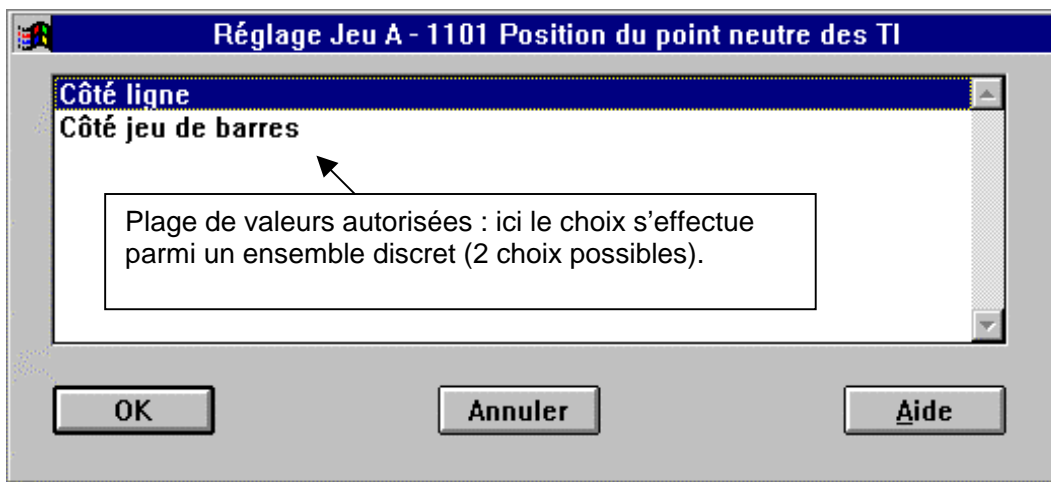 Réglage Jeu A - 1101 Position du point neutre des TI
Côté ligne
Côté jeu de barres
Plage de valeurs autorisées : ici le choix s’effectue
parmi un ensemble discret (2 choix possibles).
OK
Annuler
Aide